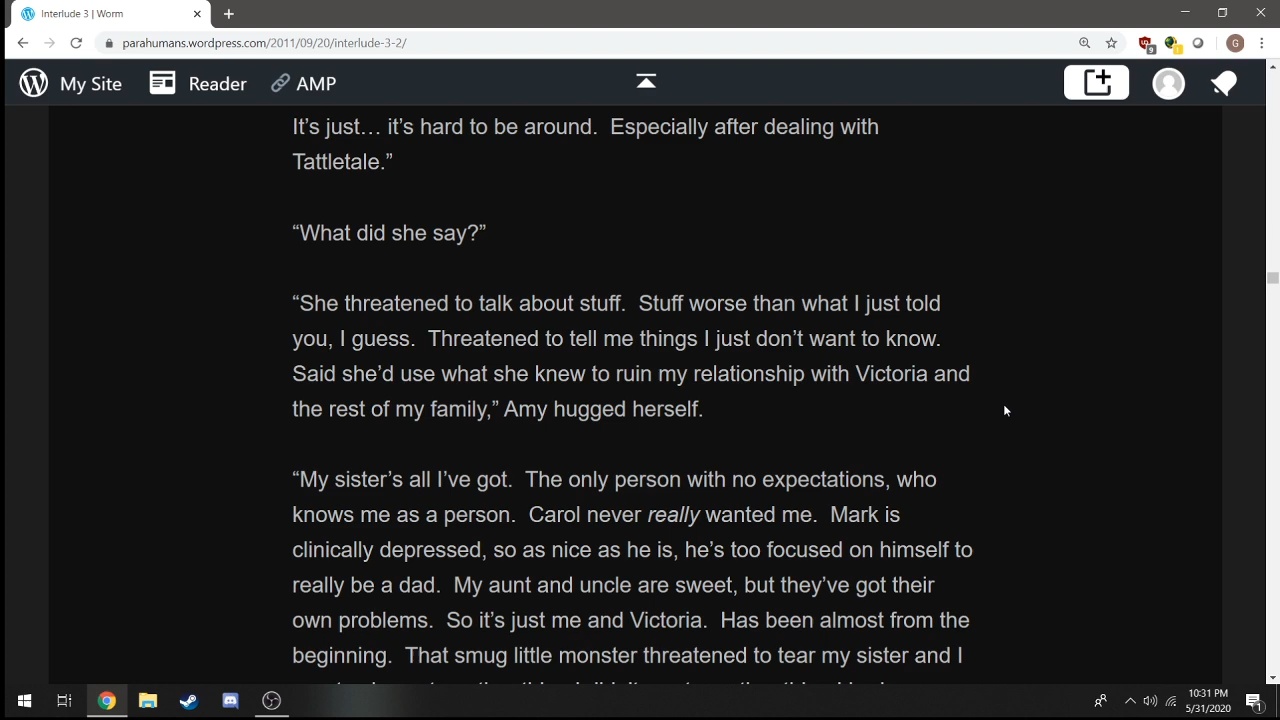 Interlude 3 | Worm
parahumans.wordpress.com/2011/09/20/interlude-3-2/
9
1
G
My Site
Reader
AMP
It’s just… it’s hard to be around.  Especially after dealing with
Tattletale.”
“What did she say?”
“She threatened to talk about stuff.  Stuff worse than what I just told
you, I guess.  Threatened to tell me things I just don’t want to know.
Said she’d use what she knew to ruin my relationship with Victoria and
the rest of my family,” Amy hugged herself.
“My sister’s all I’ve got.  The only person with no expectations, who
knows me as a person.  Carol never really wanted me.  Mark is
clinically depressed, so as nice as he is, he’s too focused on himself to
really be a dad.  My aunt and uncle are sweet, but they’ve got their
own problems.  So it’s just me and Victoria.  Has been almost from the
beginning.  That smug little monster threatened to tear my sister and I
10:31 PM
5/31/2020
1